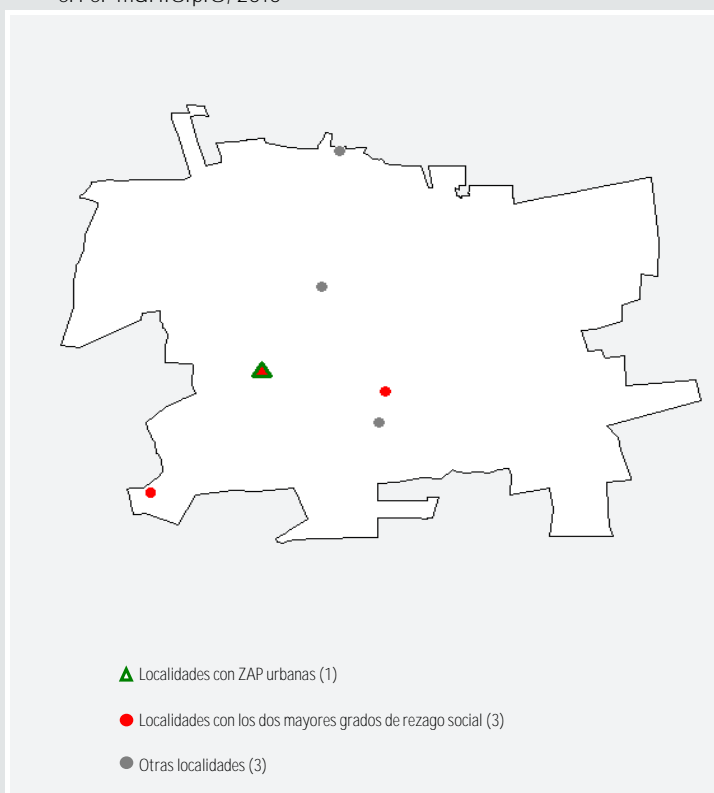 Localidades con ZAP urbanas (1)
Localidades con los dos mayores grados de rezago social (3)
Otras localidades (3)